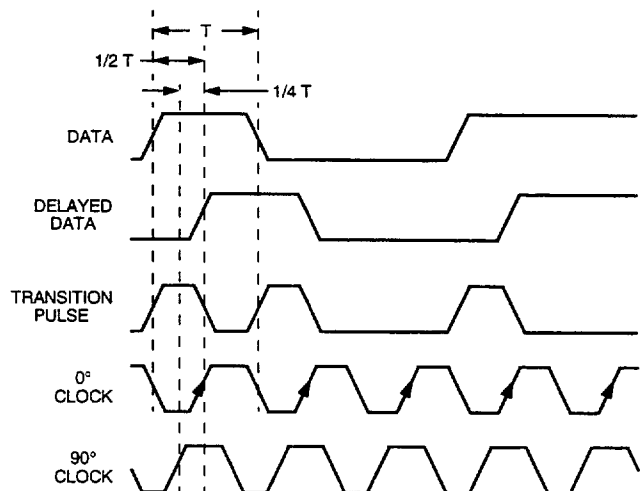 T
1/2 T
1/4 T
DATA
DELAYED
DATA
TRANSITION
PULSE
0°
CLOCK
90°
CLOCK